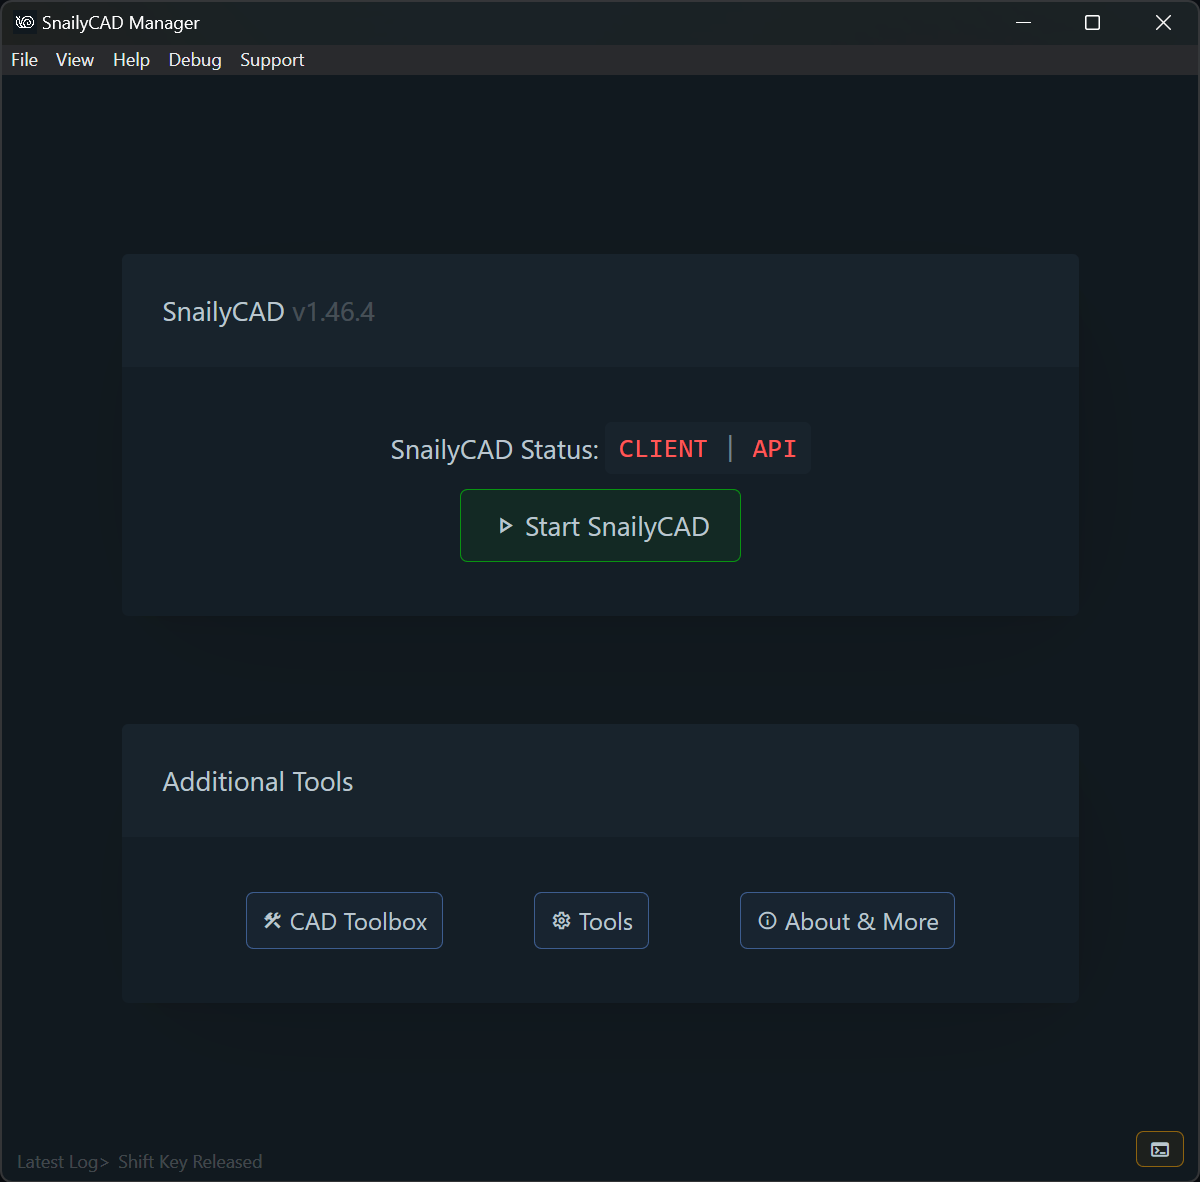 SnailyCAD Manager
File View Help Debug Support
SnailyCAD v1.46.4
SnailyCAD Status: CLIENT | API
Start SnailyCAD
Additional Tools
CAD Toolbox
Tools
About & More
Latest Log> Shift Key Released